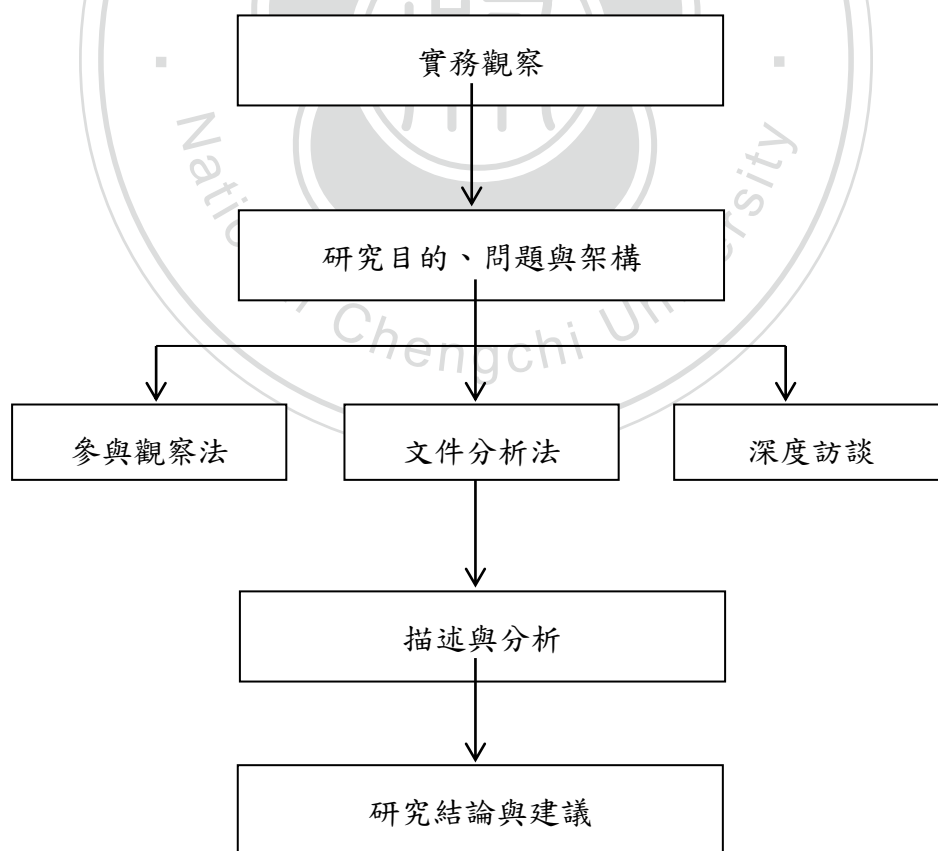 實務觀察
研究目的、問題與架構
參與觀察法
文件分析法
深度訪談
描述與分析
研究結論與建議
Chengchi